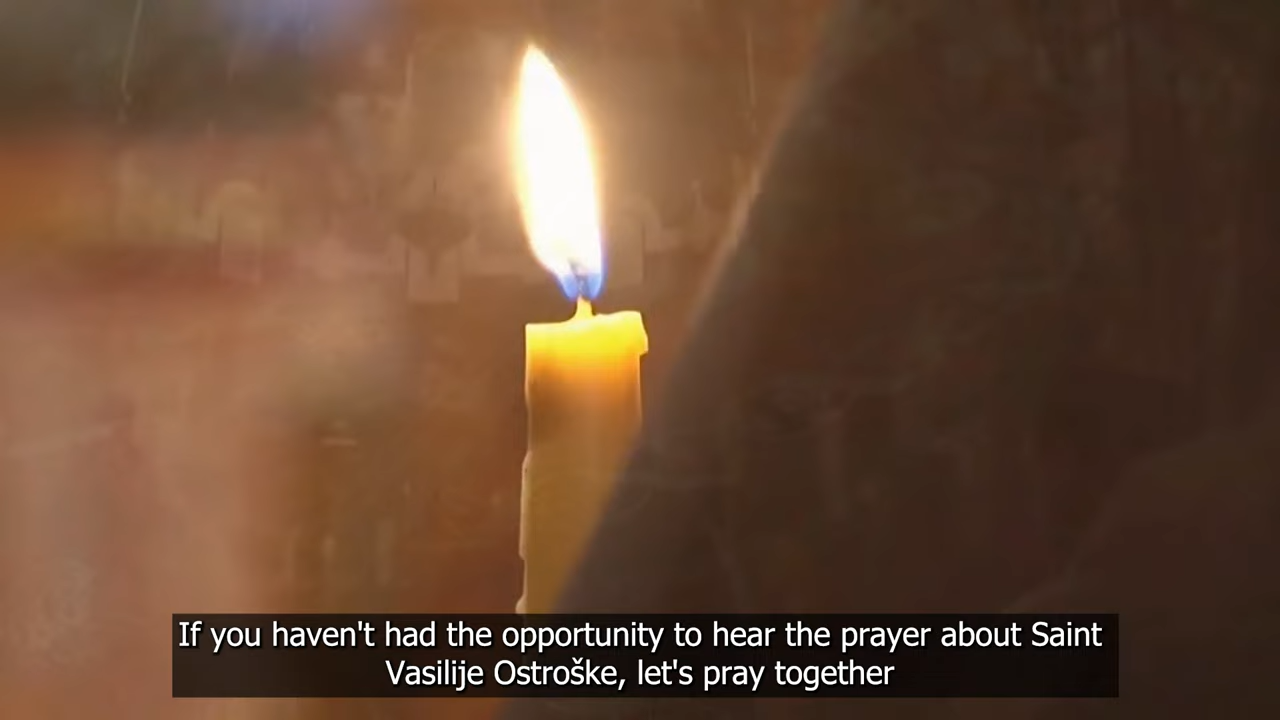 If you haven't had the opportunity to hear the prayer about Saint
Vasilije Ostroške, let's pray together